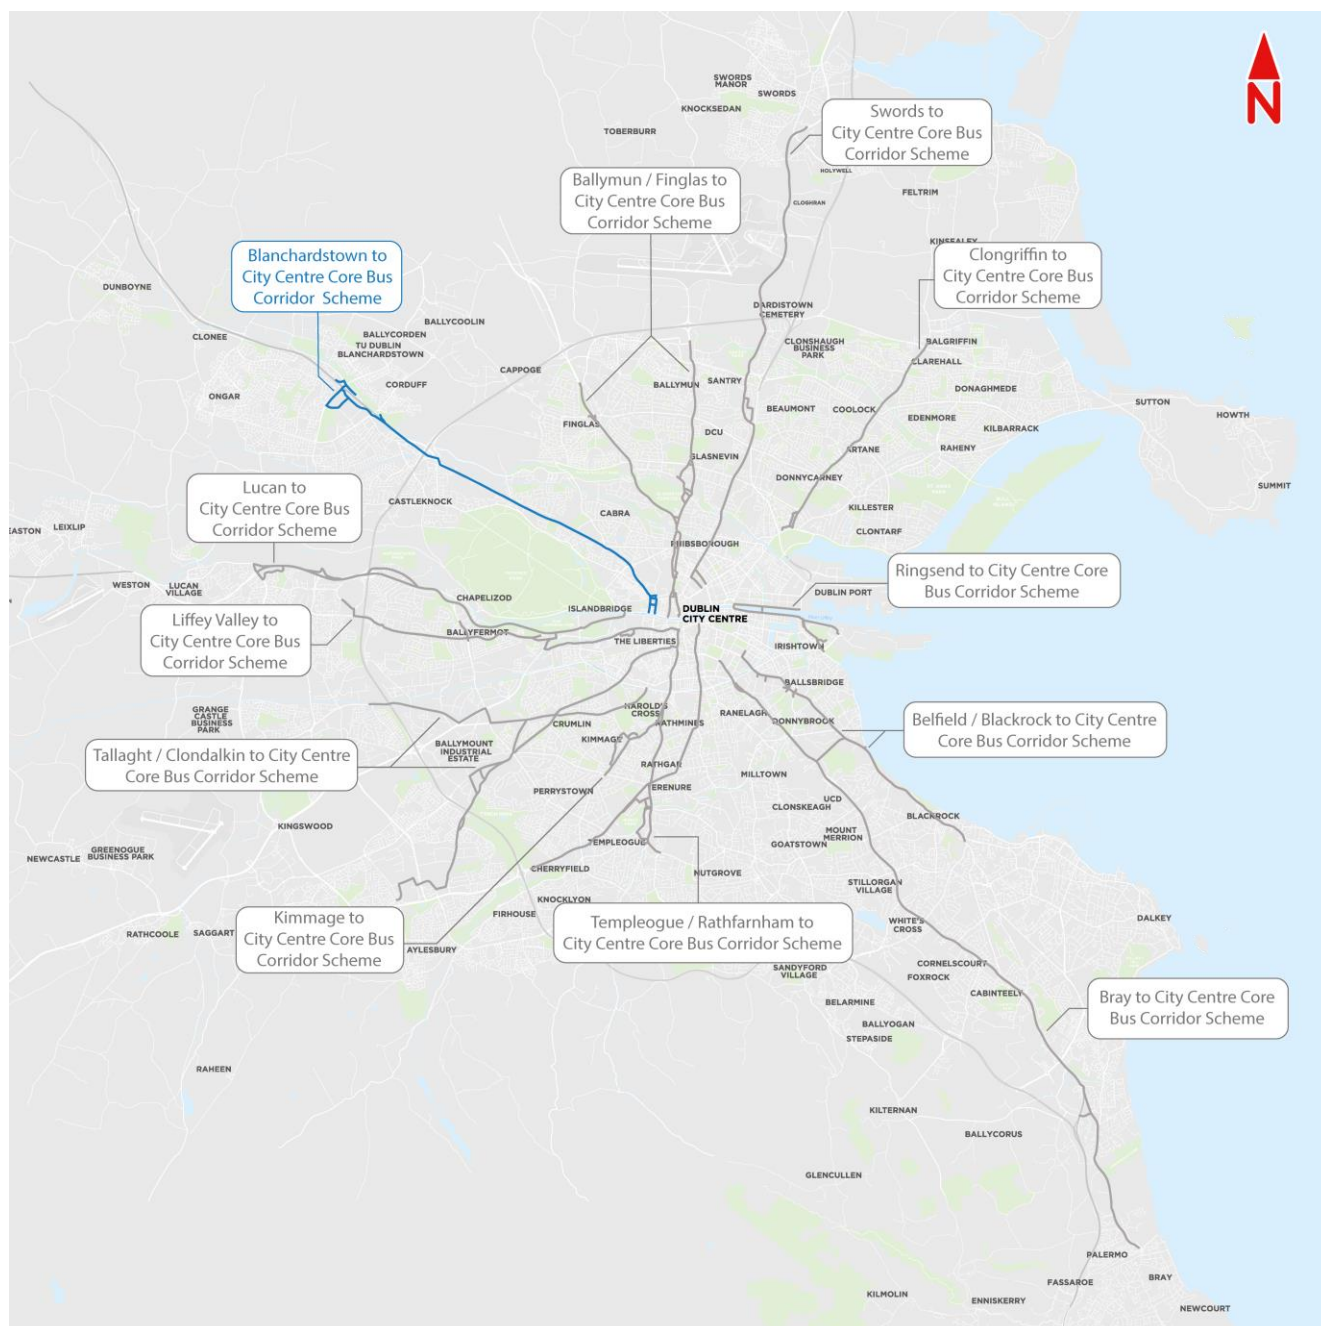 N
SWORDS
MANOR
SWORDS
KNOCKSEDAN
TOBERBURR
Swords to
City Centre Core Bus
Corridor Scheme
HOLYWELL
FELTRIM
CLOGHRAN
KINSEALEY
Ballymun / Finglas to
City Centre Core Bus
Corridor Scheme
Clongriffin to
City Centre Core Bus
Corridor Scheme
Blanchardstown to
City Centre Core Bus
Corridor Scheme
DUNBOYNE
CLONEE
BALLYCOOLIN
BALLYCORDEN
TU DUBLIN
BLANCHARDSTOWN
CORDUFF
ONGAR
CAPPOGE
DARDISTOWN
CEMETERY
CLONSHAUGH
BUSINESS
PARK
BALGRIFFIN
CLAREHALL
DONAGHMEDE
BALLYMUN
SANTRY
BEAUMONT
COOLOCK
EDENMORE
KILBARRACK
RAHENY
FINGLAS
DCU
GLASNEVIN
ARTANE
DONNYCARNEY
KILLESTER
CLONTARF
SUTTON
HOWTH
SUMMIT
Lucan to
City Centre Core Bus
Corridor Scheme
CASTLEKNOCK
CABRA
PHIBSBOROUGH
EASTON
LEIXLIP
WESTON
LUCAN
VILLAGE
CHAPELIZOD
ISLANDBRIDGE
DUBLIN
CITY CENTRE
DUBLIN PORT
Ringsend to City Centre Core
Bus Corridor Scheme
Liffey Valley to
City Centre Core Bus
Corridor Scheme
BALLYFERMOT
THE LIBERTIES
IRISHTOWN
BALLSBRIDGE
GRANGE
CASTLE
BUSINESS
PARK
HAROLD'S
CROSS
RATHMINES
RANELAGH
DONNYBROOK
CRUMLIN
KIMMAGE
BALLYMOUNT
INDUSTRIAL
ESTATE
Tallaght / Clondalkin to City Centre
Core Bus Corridor Scheme
Belfield / Blackrock to City Centre
Core Bus Corridor Scheme
RATHGAR
MILLTOWN
PERRYSTOWN
TERENURE
UCD
CLONSKEAGH
BLACKROCK
KINGSWOOD
MOUNT
MERRION
GOATSTOWN
TEMPLEOGUE
NEWCASTLE
GREENOGUE
BUSINESS PARK
CHERRYFIELD
NUTGROVE
STILLORGAN
VILLAGE
KNOCKLYON
FIRHOUSE
WHITE'S
CROSS
DALKEY
RATHCOOLE
SAGGART
AYLESBURY
Kimmage to
City Centre Core Bus
Corridor Scheme
Templeogue / Rathfarnham to
City Centre Core Bus Corridor Scheme
SANDYFORD
VILLAGE
CORNELSCOURT
FOXROCK
CABINTEELY
Bray to City Centre Core
Bus Corridor Scheme
BELARMINE
BALLYOGAN
STEPASIDE
RAHEEN
KILTERNAN
BALLYCORUS
GLENCULLEN
PALERMO
FASSAROE
BRAY
KILMOLIN
ENNISKERRY
NEWCOURT